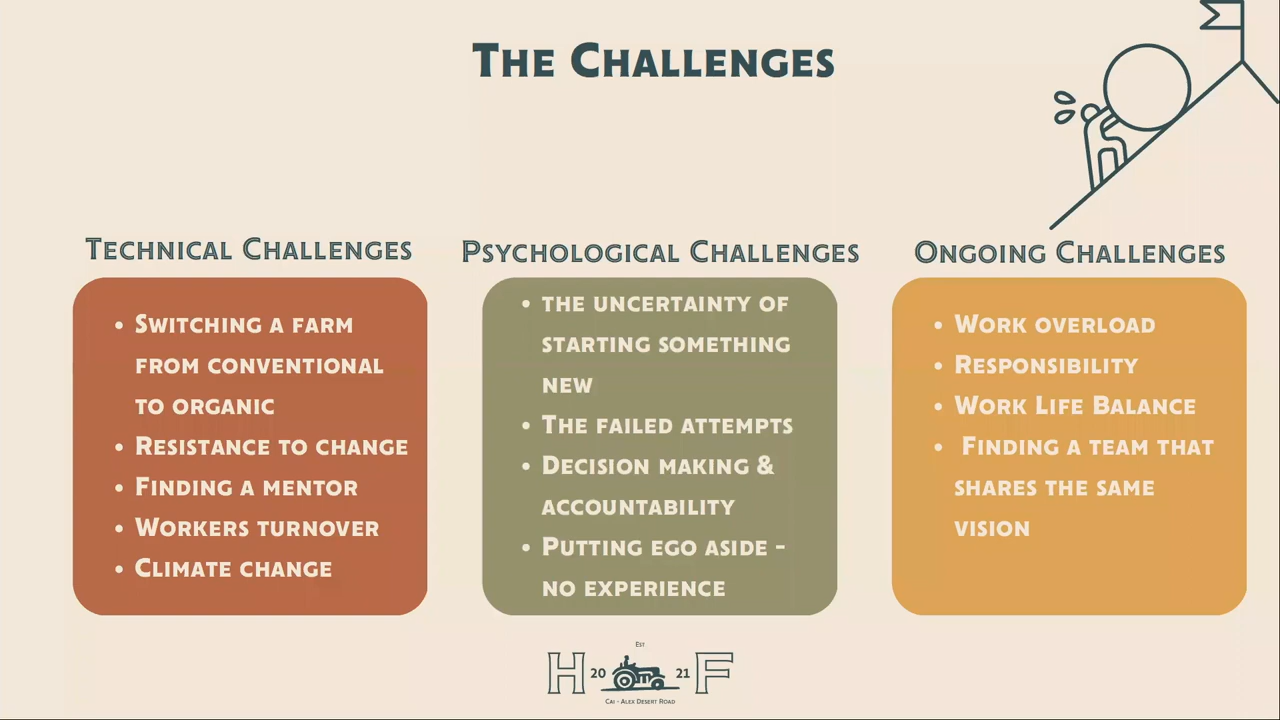 The Challenges
Technical Challenges
• Switching a farm
from conventional
to organic
• Resistance to change
• Finding a mentor
• Workers turnover
• Climate change
Psychological Challenges
• the uncertainty of
starting something
new
• The failed attempts
• Decision making &
accountability
• Putting ego aside -
no experience
Ongoing Challenges
• Work overload
• Responsibility
• Work Life Balance
• Finding a team that
shares the same
vision
Est
H 20 21 F
Cai - Alex Desert Road